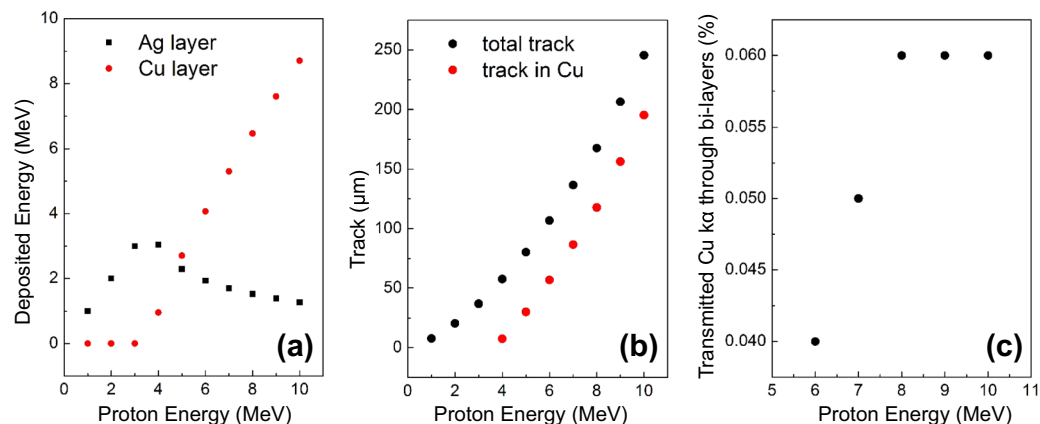 Deposited Energy (MeV)
10
8
6
4
2
0
Ag layer
Cu layer
(a)
0 2 4 6 8 10
Proton Energy (MeV)
Track (μm)
250
200
150
100
50
0
total track
track in Cu
(b)
0 2 4 6 8 10
Proton Energy (MeV)
Transmitted Cu kα through bi-layers (%)
0.060
0.055
0.050
0.045
0.040
(c)
5 6 7 8 9 10 11
Proton Energy (MeV)